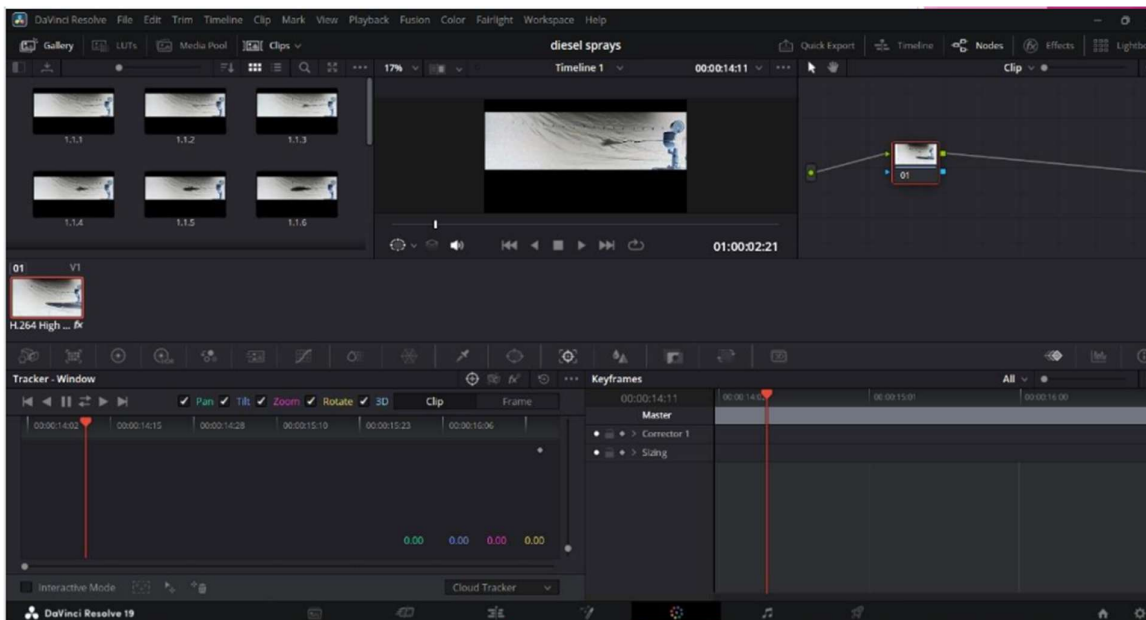 DaVinci Resolve File Edit Trim Timeline Clip Mark View Playback Fusion Color Fairlight Workspace Help
Gallery LUTs Media Pool Clips diesel sprays Quick Export Timeline Nodes Effects Lightbo
17% Timeline 1 00:00:14:11 Clip
1.1.1 1.1.2 1.1.3
1.1.4 1.1.5 1.1.6
01
01:00:02:21
01 V1
H.264 High ... fx
Tracker - Window
Keyframes All
Pan Tilt Zoom Rotate 3D Clip Frame
00:00:14:11 00:00:14:02 00:00:15:01 00:00:16:00
00:00:14:02 00:00:14:15 00:00:14:28 00:00:15:10 00:00:15:23 00:00:16:06
Master
Corrector 1
Sizing
0.00 0.00 0.00 0.00
Interactive Mode Cloud Tracker
DaVinci Resolve 19